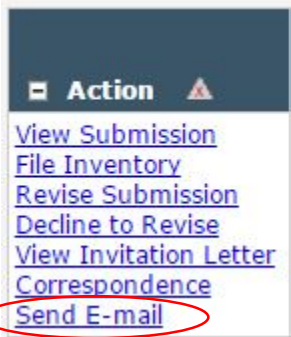 Action
View Submission
File Inventory
Revise Submission
Decline to Revise
View Invitation Letter
Correspondence
Send E-mail